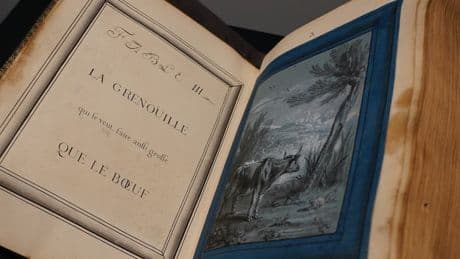 FABLE III.
LA GRENOUILLE
qui se veut faire aussi grosse
QUE LE BŒUF